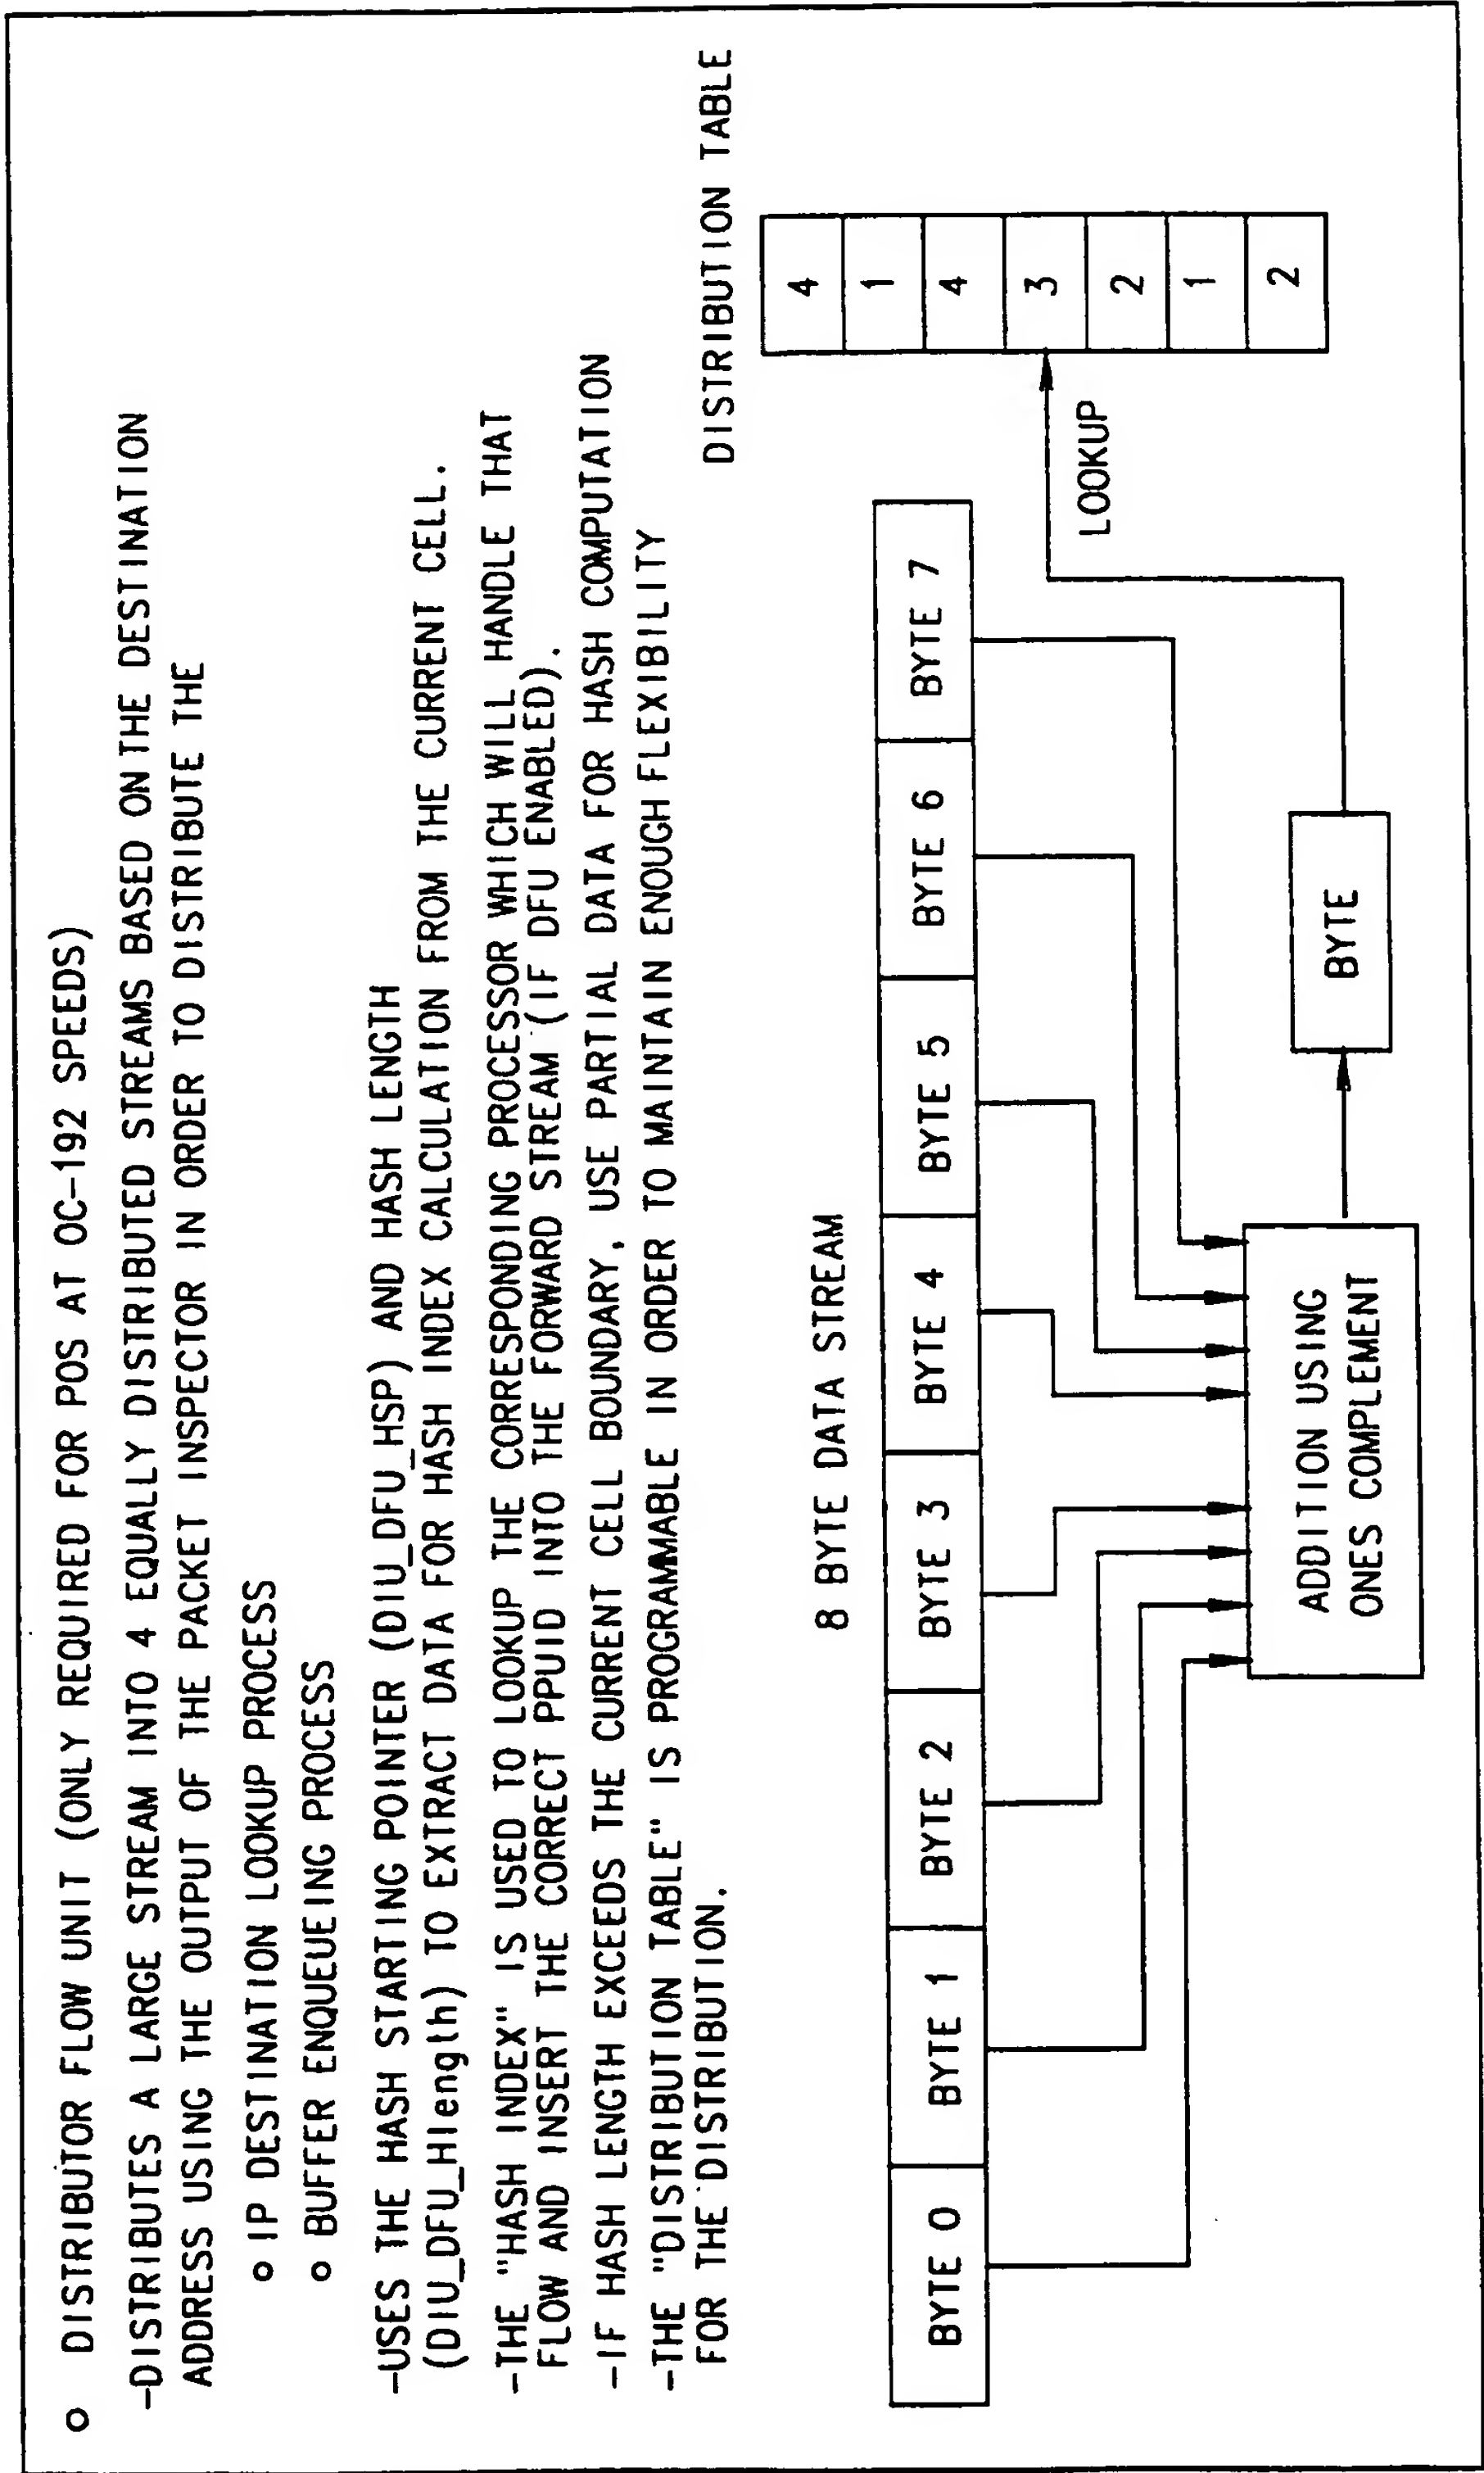 o DISTRIBUTOR FLOW UNIT (ONLY REQUIRED FOR POS AT OC-192 SPEEDS)
-DISTRIBUTES A LARGE STREAM INTO 4 EQUALLY DISTRIBUTED STREAMS BASED ON THE DESTINATION
ADDRESS USING THE OUTPUT OF THE PACKET INSPECTOR IN ORDER TO DISTRIBUTE THE
o IP DESTINATION LOOKUP PROCESS
o BUFFER ENQUEUEING PROCESS
-USES THE HASH STARTING POINTER (DIU_DFU_HSP) AND HASH LENGTH
(DIU_DFU_Hlength) TO EXTRACT DATA FOR HASH INDEX CALCULATION FROM THE CURRENT CELL.
-THE "HASH INDEX" IS USED TO LOOKUP THE CORRESPONDING PROCESSOR WHICH WILL HANDLE THAT
FLOW AND INSERT THE CORRECT PPUID INTO THE FORWARD STREAM (IF DFU ENABLED).
-IF HASH LENGTH EXCEEDS THE CURRENT CELL BOUNDARY, USE PARTIAL DATA FOR HASH COMPUTATION
-THE "DISTRIBUTION TABLE" IS PROGRAMMABLE IN ORDER TO MAINTAIN ENOUGH FLEXIBILITY
FOR THE DISTRIBUTION.
DISTRIBUTION TABLE
8 BYTE DATA STREAM
BYTE 0
BYTE 1
BYTE 2
BYTE 3
BYTE 4
BYTE 5
BYTE 6
BYTE 7
4
1
4
3
2
1
2
LOOKUP
ADDITION USING
ONES COMPLEMENT
BYTE